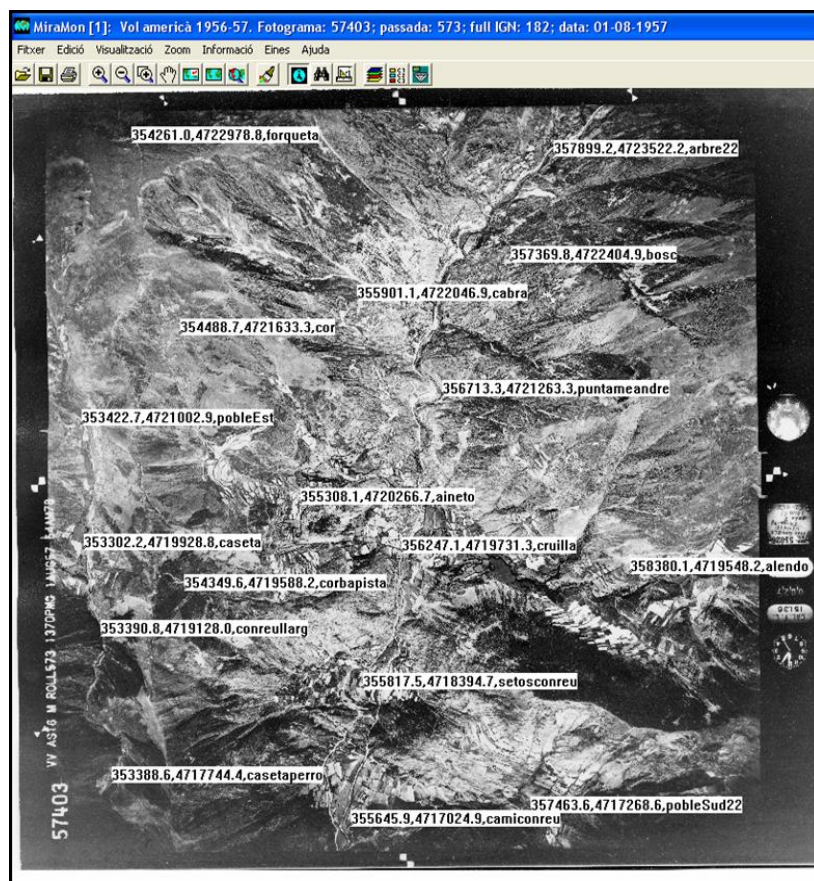 MiraMon [1]: Vol americà 1956-57. Fotograma: 57403; passada: 573; full IGN: 182; data: 01-08-1957
Fitxer Edició Visualització Zoom Informació Eines Ajuda
354261.0,4722978.8,forqueta
357899.2,4723522.2,arbre22
357369.8,4722404.9,bosc
355901.1,4722046.9,cabra
354488.7,4721633.3,cor
356713.3,4721263.3,puntameandre
353422.7,4721002.9,pobleEst
355308.1,4720266.7,aineto
353302.2,4719928.8,caseta
356247.1,4719731.3,cruilla
358380.1,4719548.2,alendo
354349.6,4719588.2,corbapista
353390.8,4719128.0,conreullarg
355817.5,4718394.7,setosconreu
353388.6,4717744.4,casetaperro
357463.6,4717268.6,pobleSud22
355645.9,4717024.9,camiconreu
57403 VV AST6 M ROLL573